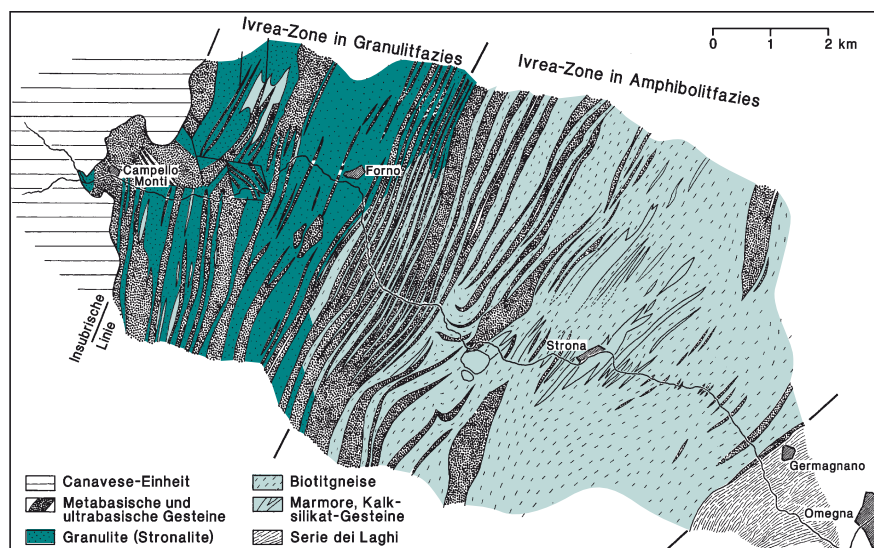 Ivrea-Zone in Granulitfazies
0 1 2 km
Ivrea-Zone in Amphibolitfazies
Campello
Monti
Forno
Insubrische
Linie
Strona
Germagnano
Omegna
Canavese-Einheit
Metabasische und
ultrabasische Gesteine
Granulite (Stronalite)
Biotitgneise
Marmore, Kalk-
silikat-Gesteine
Serie dei Laghi